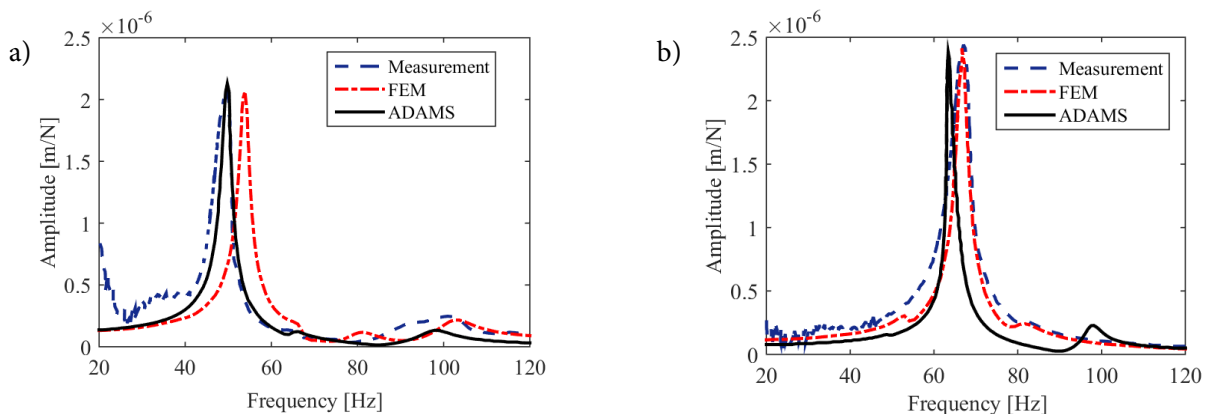 a)
×10-6
2.5
2
1.5
1
0.5
0
Amplitude [m/N]
Measurement
FEM
ADAMS
20 40 60 80 100 120
Frequency [Hz]
b)
×10-6
2.5
2
1.5
1
0.5
0
Amplitude [m/N]
Measurement
FEM
ADAMS
20 40 60 80 100 120
Frequency [Hz]